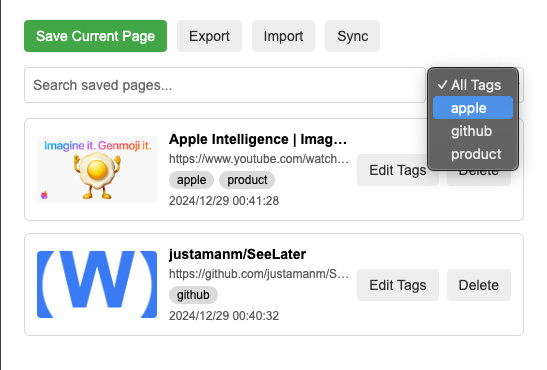 Save Current Page Export Import Sync
Search saved pages...
✓ All Tags
apple
github
product
Imagine it. Genmoji it.
Apple Intelligence | Imag...
https://www.youtube.com/watch...
apple product
2024/12/29 00:41:28
Edit Tags Delete
(W)
justamanm/SeeLater
https://github.com/justamanm/S...
github
2024/12/29 00:40:32
Edit Tags Delete